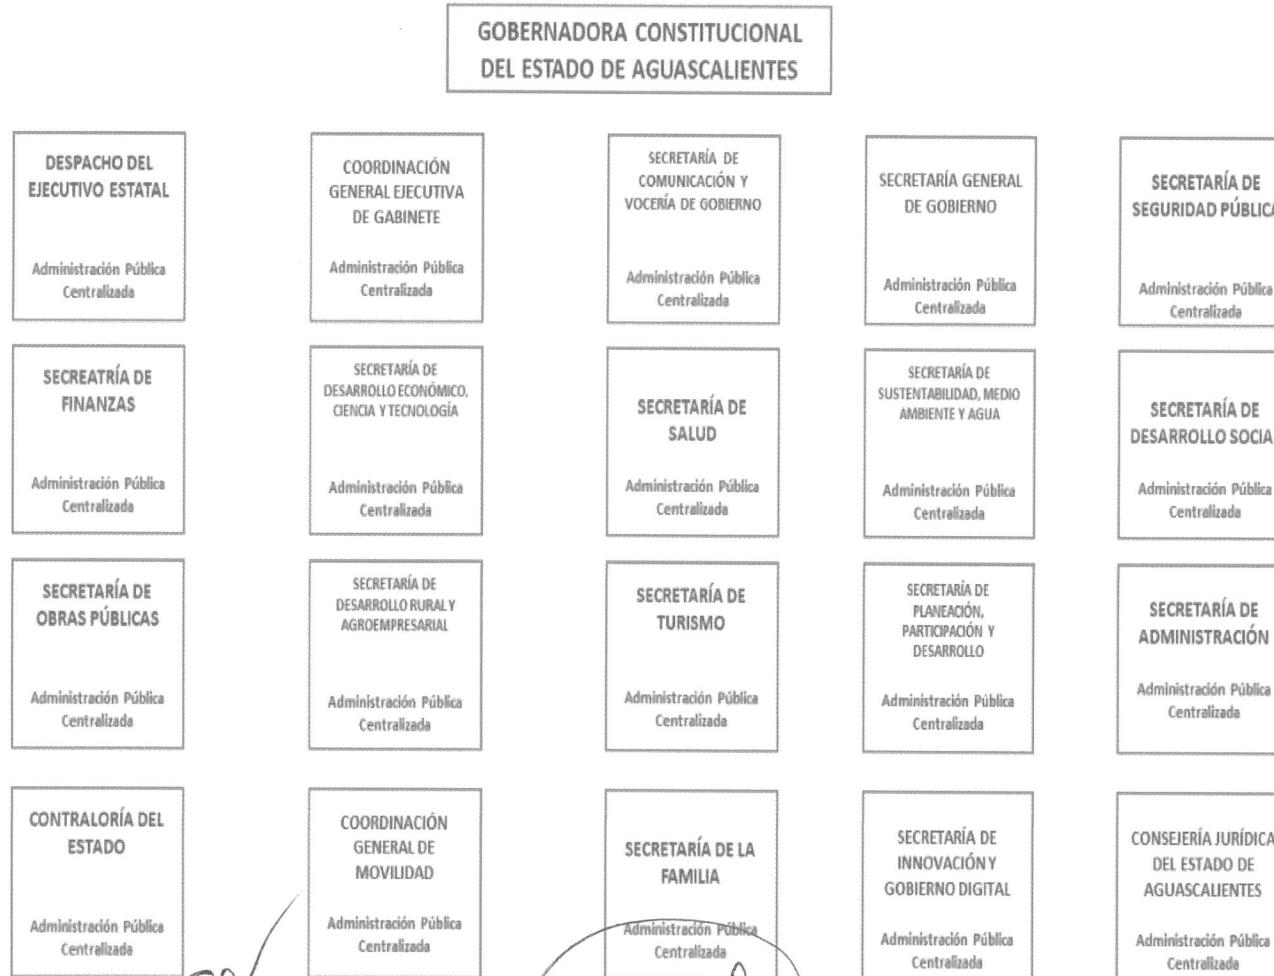 GOBERNADORA CONSTITUCIONAL
DEL ESTADO DE AGUASCALIENTES
DESPACHO DEL
EJECUTIVO ESTATAL
Administración Pública
Centralizada
COORDINACIÓN
GENERAL EJECUTIVA
DE GABINETE
Administración Pública
Centralizada
SECRETARÍA DE
COMUNICACIÓN Y
VOCERÍA DE GOBIERNO
Administración Pública
Centralizada
SECRETARÍA GENERAL
DE GOBIERNO
Administración Pública
Centralizada
SECRETARÍA DE
SEGURIDAD PÚBLICA
Administración Pública
Centralizada
SECREATRÍA DE
FINANZAS
Administración Pública
Centralizada
SECRETARÍA DE
DESARROLLO ECONÓMICO,
CIENCIA Y TECNOLOGÍA
Administración Pública
Centralizada
SECRETARÍA DE
SALUD
Administración Pública
Centralizada
SECRETARÍA DE
SUSTENTABILIDAD, MEDIO
AMBIENTE Y AGUA
Administración Pública
Centralizada
SECRETARÍA DE
DESARROLLO SOCIA
Administración Pública
Centralizada
SECRETARÍA DE
OBRAS PÚBLICAS
Administración Pública
Centralizada
SECRETARÍA DE
DESARROLLO RURAL Y
AGROEMPRESARIAL
Administración Pública
Centralizada
SECRETARÍA DE
TURISMO
Administración Pública
Centralizada
SECRETARÍA DE
PLANEACIÓN,
PARTICIPACIÓN Y
DESARROLLO
Administración Pública
Centralizada
SECRETARÍA DE
ADMINISTRACIÓN
Administración Pública
Centralizada
CONTRALORÍA DEL
ESTADO
Administración Pública
Centralizada
COORDINACIÓN
GENERAL DE
MOVILIDAD
Administración Pública
Centralizada
SECRETARÍA DE LA
FAMILIA
Administración Pública
Centralizada
SECRETARÍA DE
INNOVACIÓN Y
GOBIERNO DIGITAL
Administración Pública
Centralizada
CONSEJERÍA JURÍDICA
DEL ESTADO DE
AGUASCALIENTES
Administración Pública
Centralizada